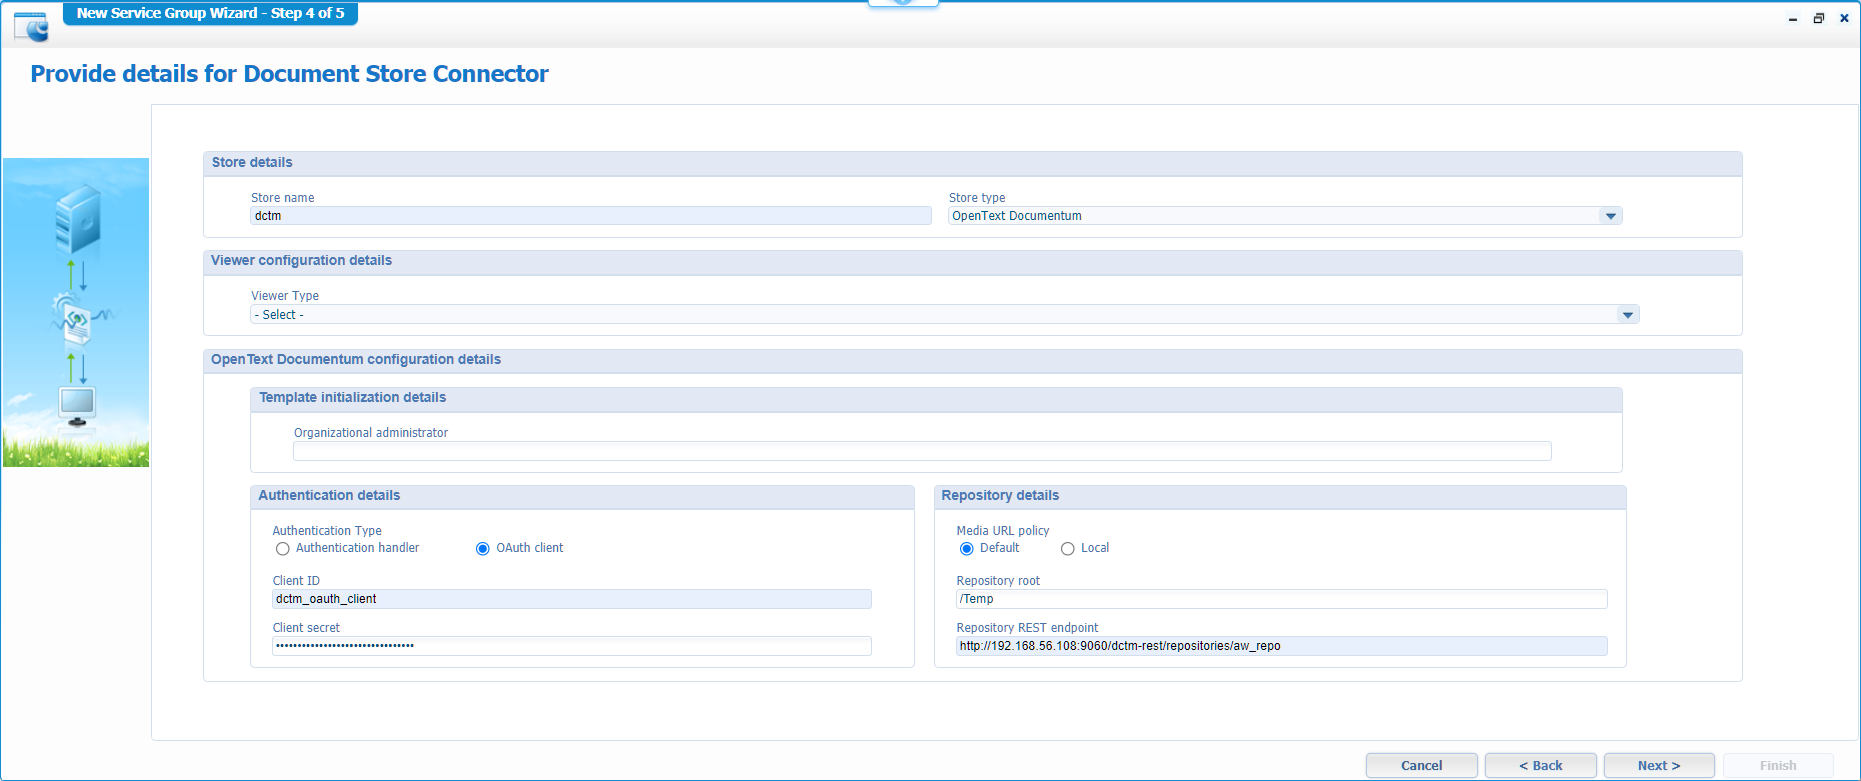 New Service Group Wizard - Step 4 of 5
Provide details for Document Store Connector
Store details
Store name
Store type
dctm
OpenText Documentum
Viewer configuration details
Viewer Type
- Select -
OpenText Documentum configuration details
Template initialization details
Organizational administrator
Authentication details
Repository details
Authentication Type
Media URL policy
Authentication handler
OAuth client
Default
Local
Client ID
Repository root
dctm_oauth_client
/Temp
Client secret
Repository REST endpoint
••••••••••••••••••••••••••••••••
http://192.168.56.108:9060/dctm-rest/repositories/aw_repo
Cancel
< Back
Next >
Finish